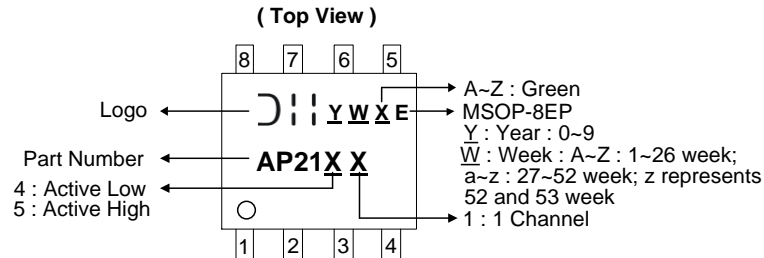 ( Top View )
8 7 6 5
Logo
Y W X E
A~Z : Green
MSOP-8EP
Y : Year : 0~9
W : Week : A~Z : 1~26 week;
a~z : 27~52 week; z represents
52 and 53 week
Part Number
AP21X X
4 : Active Low
5 : Active High
1 : 1 Channel
1 2 3 4